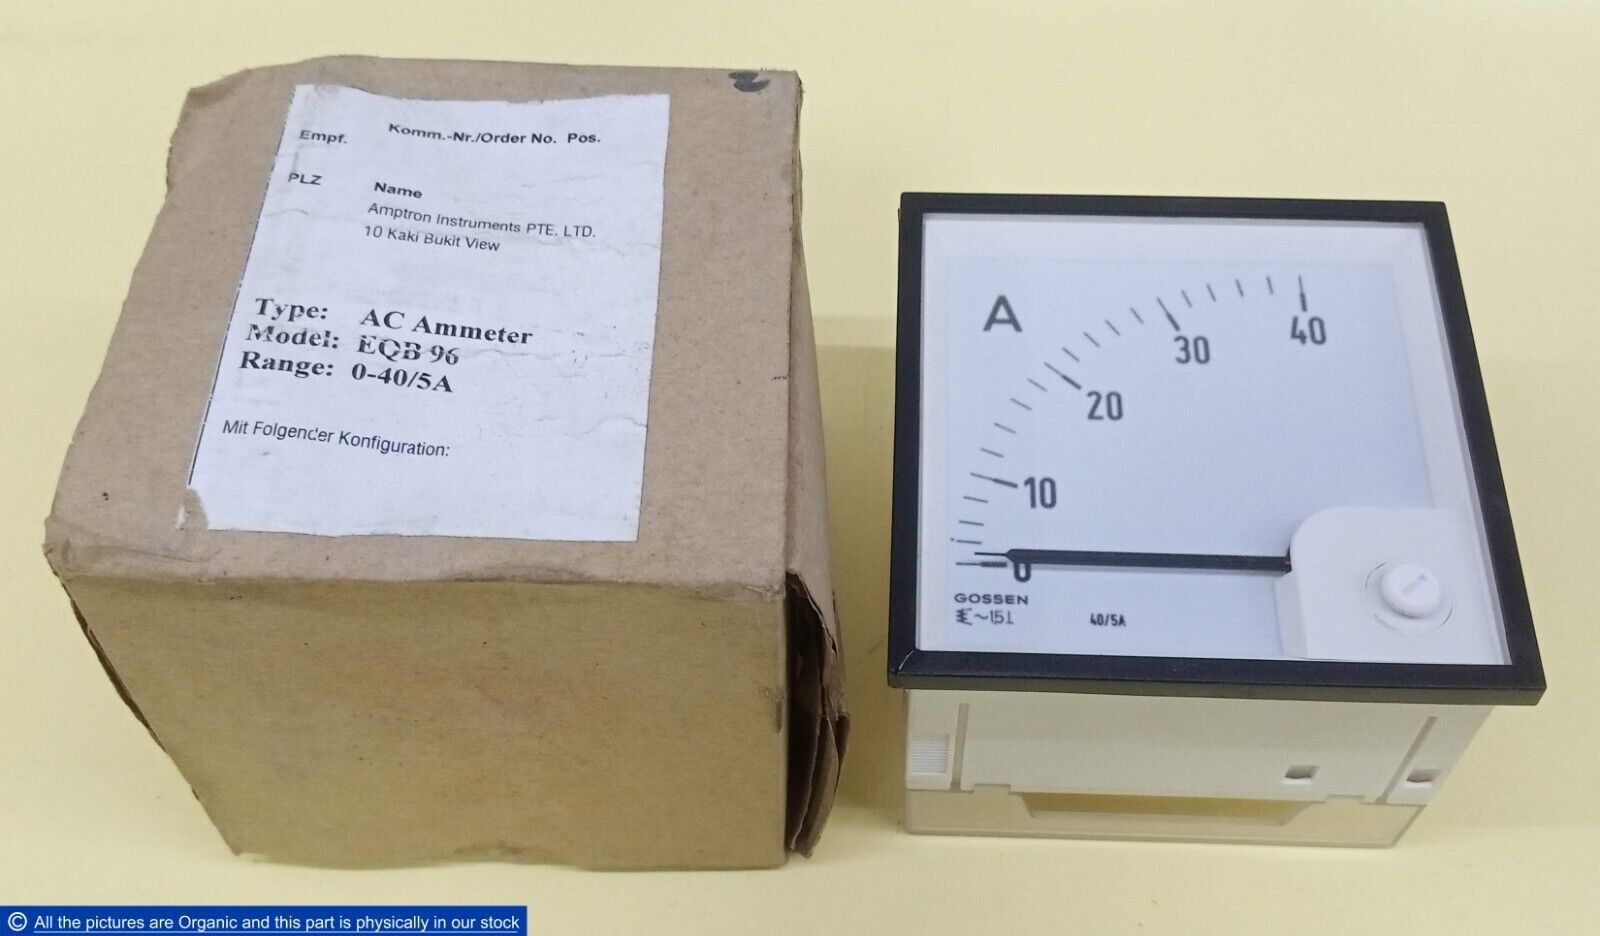 Empf. Komm.-Nr./Order No. Pos.
PLZ Name
Amptron Instruments PTE. LTD.
10 Kaki Bukit View
Type: AC Ammeter
Model: EQB 96
Range: 0-40/5A
Mit Folgender Konfiguration:
A
40
30
20
10
0
GOSSEN
~1,5⊥
40/5A
© All the pictures are Organic and this part is physically in our stock